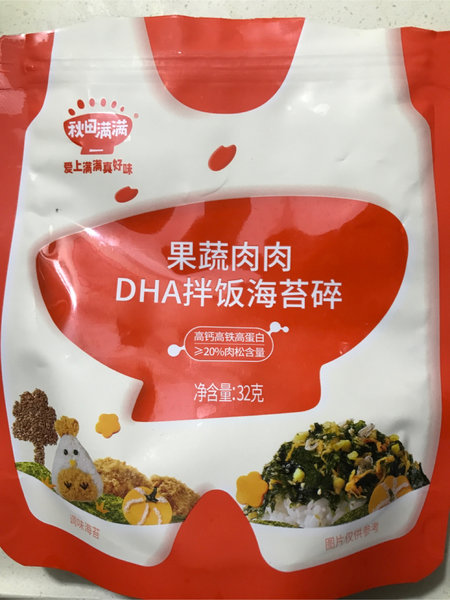 秋田满满
爱上满满真好味
果蔬肉肉
DHA拌饭海苔碎
高钙高铁高蛋白
≥20%肉松含量
净含量:32克
调味海苔
图片仅供参考